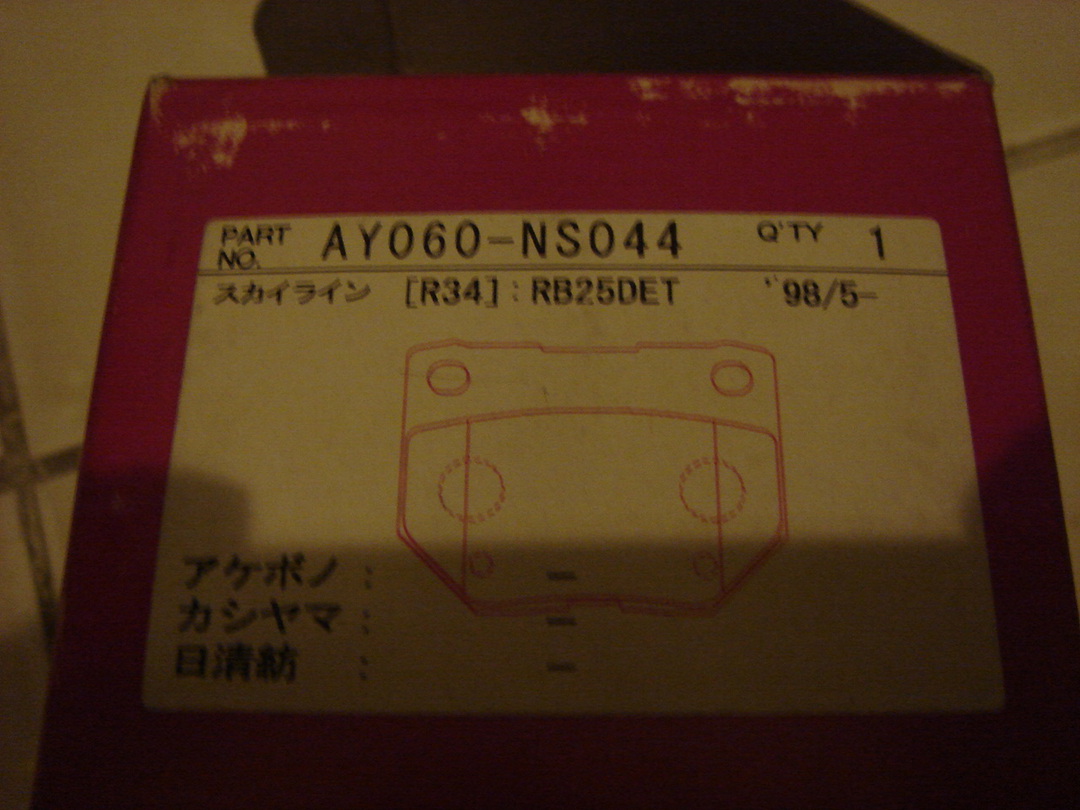 PART NO. AY060-NS044 Q'TY 1
スカイライン [R34] : RB25DET '98/5-
アケボノ : -
カシヤマ : -
日清紡 : -